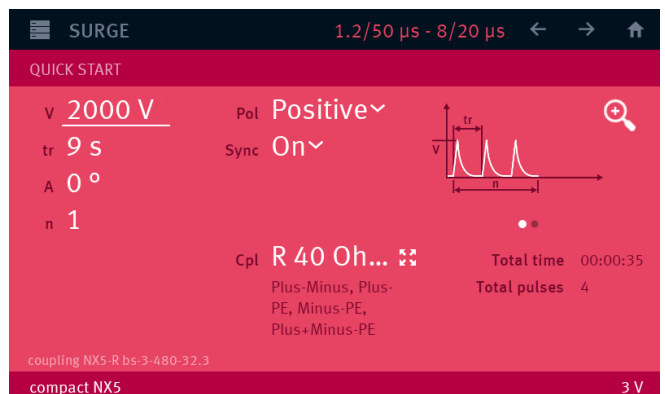 SURGE 1.2/50 µs - 8/20 µs
QUICK START
V 2000 V Pol Positive
tr 9 s Sync On
A 0 °
n 1
tr
V
n
Cpl R 40 Oh...
Plus-Minus, Plus-
PE, Minus-PE,
Plus+Minus-PE
Total time 00:00:35
Total pulses 4
coupling NX5-R bs-3-480-32.3
compact NX5 3 V